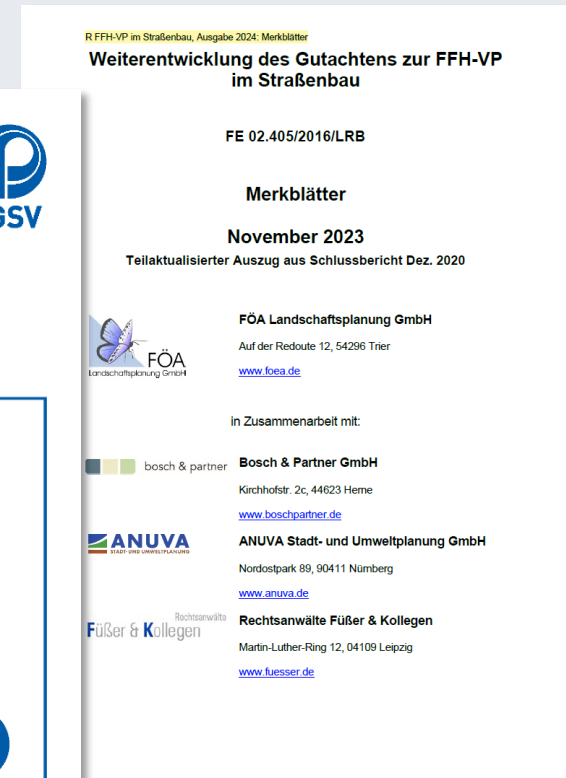 R FFH-VP im Straßenbau, Ausgabe 2024: Merkblätter
Weiterentwicklung des Gutachtens zur FFH-VP
im Straßenbau
FE 02.405/2016/LRB
Merkblätter
November 2023
Teilaktualisierter Auszug aus Schlussbericht Dez. 2020
GSV
FÖA
Landschaftsplanung GmbH
FÖA Landschaftsplanung GmbH
Auf der Redoute 12, 54296 Trier
www.foea.de
in Zusammenarbeit mit:
bosch & partner
Bosch & Partner GmbH
Kirchhofstr. 2c, 44623 Herne
www.boschpartner.de
ANUVA
STADT- UND UMWELTPLANUNG
ANUVA Stadt- und Umweltplanung GmbH
Nordostpark 89, 90411 Nürnberg
www.anuva.de
Rechtsanwälte
Füßer & Kollegen
Rechtsanwälte Füßer & Kollegen
Martin-Luther-Ring 12, 04109 Leipzig
www.fuesser.de